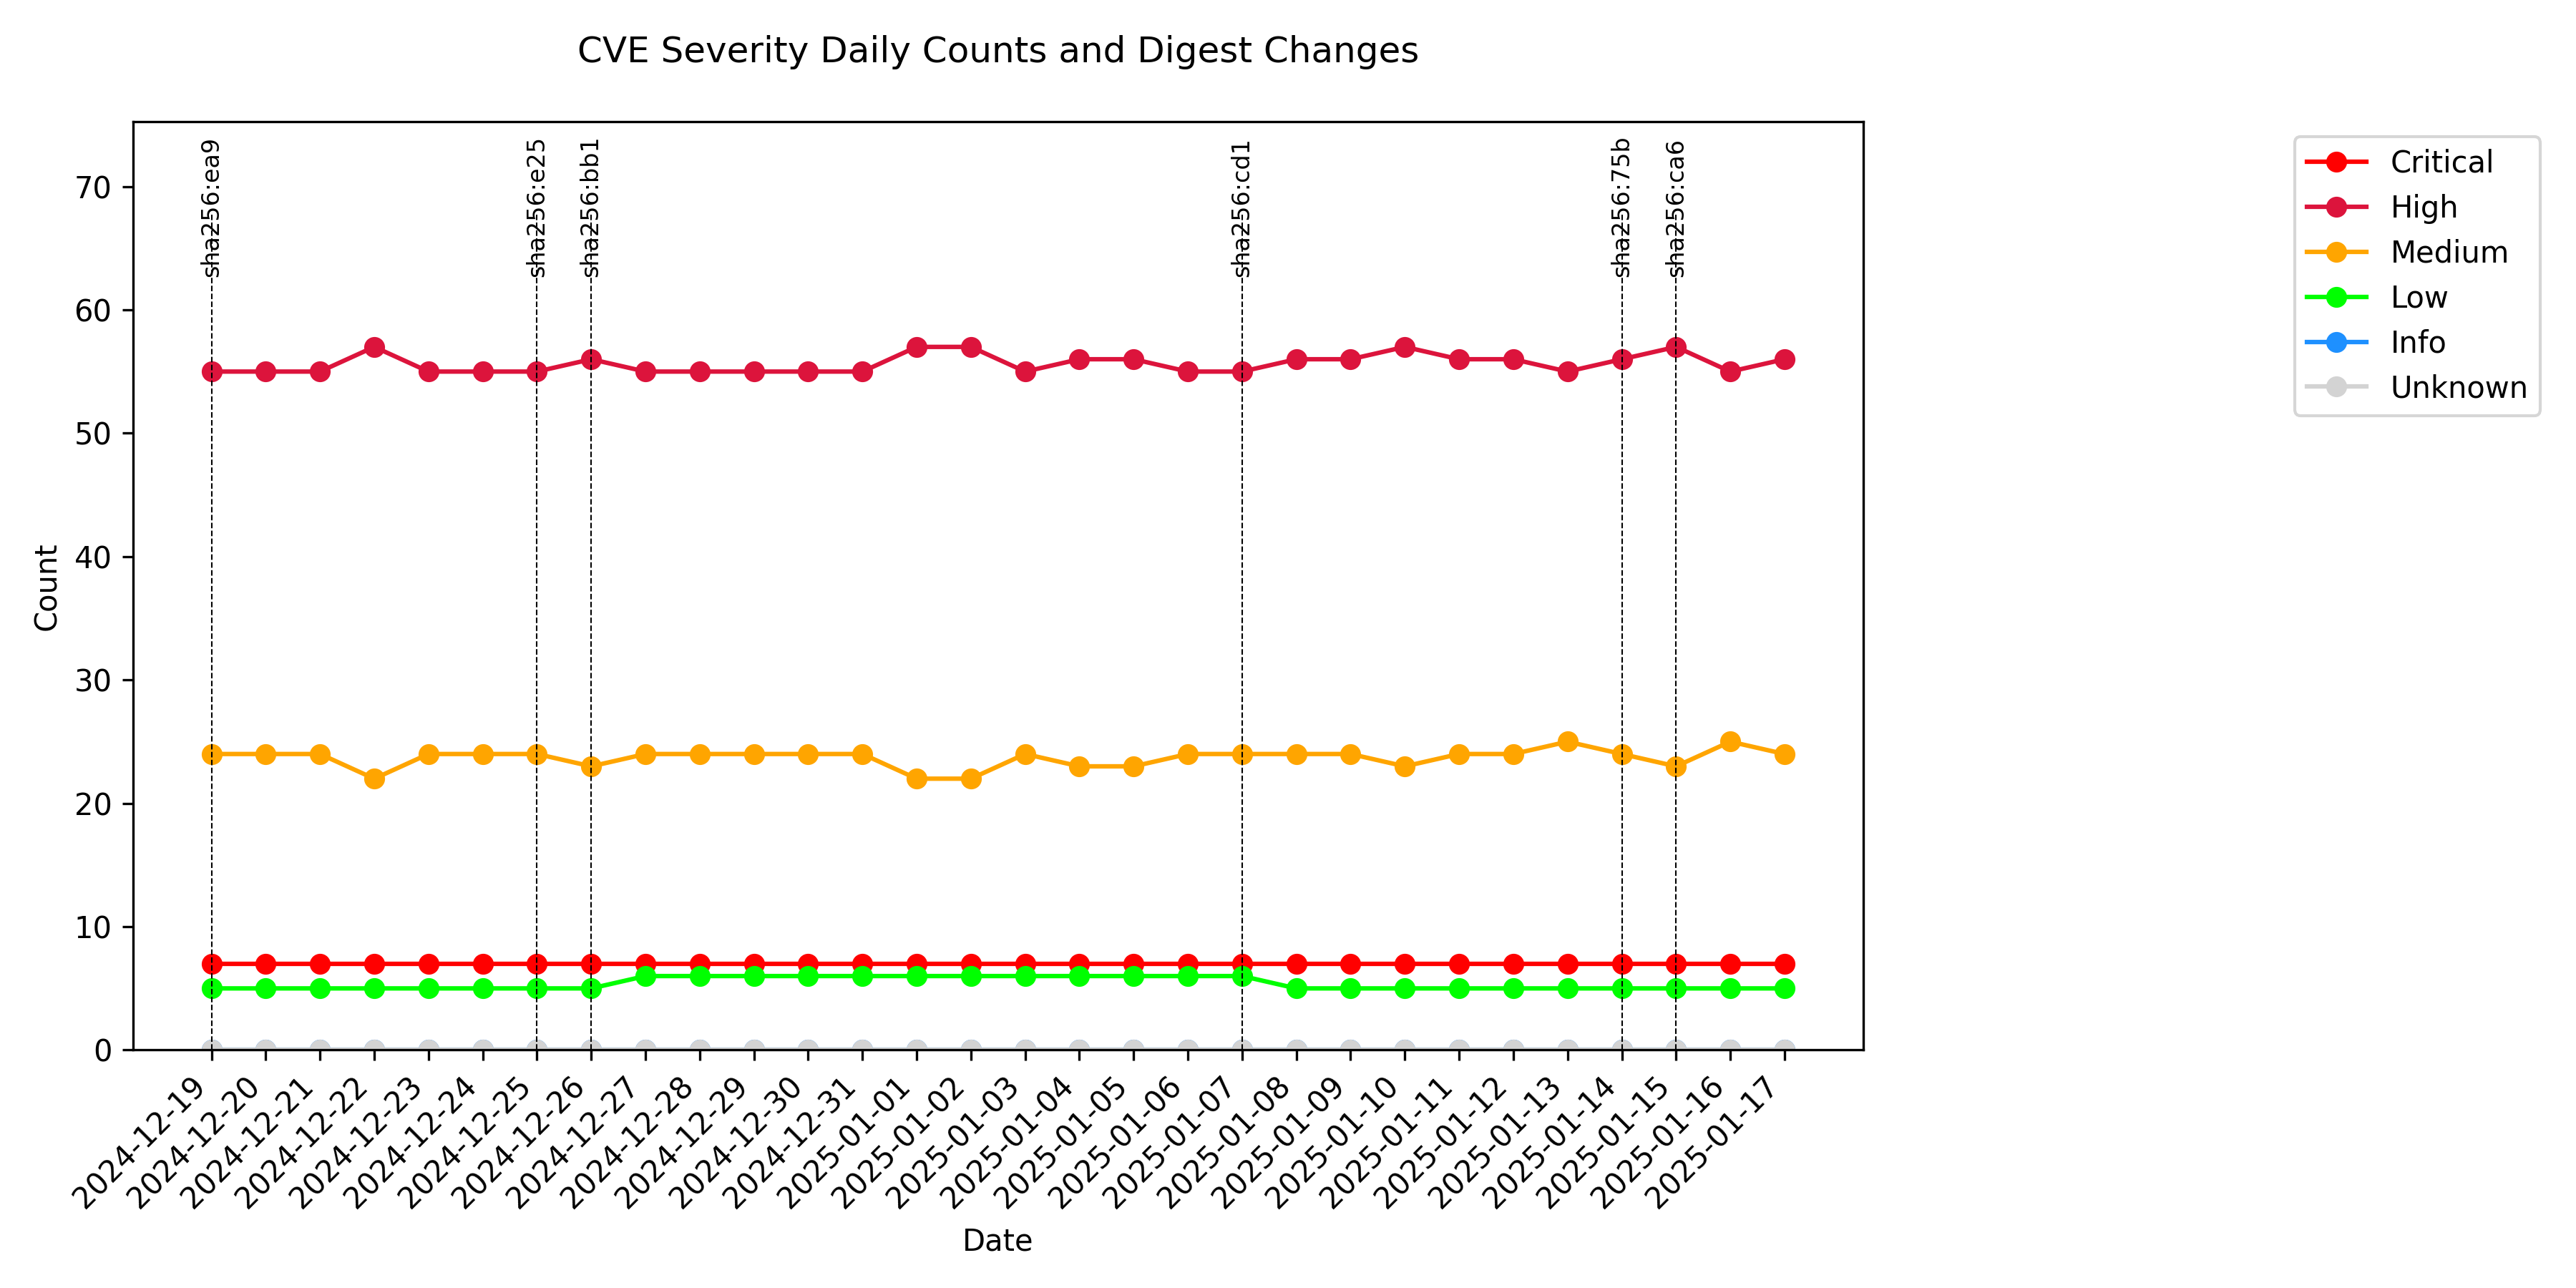 CVE Severity Daily Counts and Digest Changes
sha256:ea9
sha256:e25
sha256:bb1
sha256:cd1
sha256:75b
sha256:ca6
Critical
High
Medium
Low
Info
Unknown
Count
70
60
50
40
30
20
10
0
2024-12-19
2024-12-20
2024-12-21
2024-12-22
2024-12-23
2024-12-24
2024-12-25
2024-12-26
2024-12-27
2024-12-28
2024-12-29
2024-12-30
2024-12-31
2025-01-01
2025-01-02
2025-01-03
2025-01-04
2025-01-05
2025-01-06
2025-01-07
2025-01-08
2025-01-09
2025-01-10
2025-01-11
2025-01-12
2025-01-13
2025-01-14
2025-01-15
2025-01-16
2025-01-17
Date